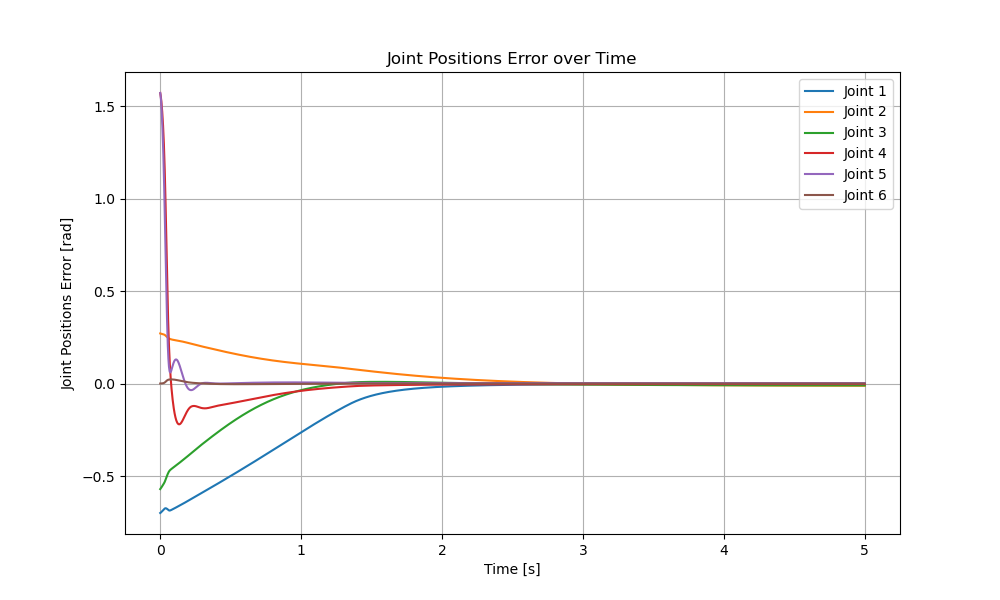 Joint Positions Error over Time
Joint Positions Error [rad]
1.5
1.0
0.5
0.0
−0.5
0
1
2
3
4
5
Time [s]
Joint 1
Joint 2
Joint 3
Joint 4
Joint 5
Joint 6